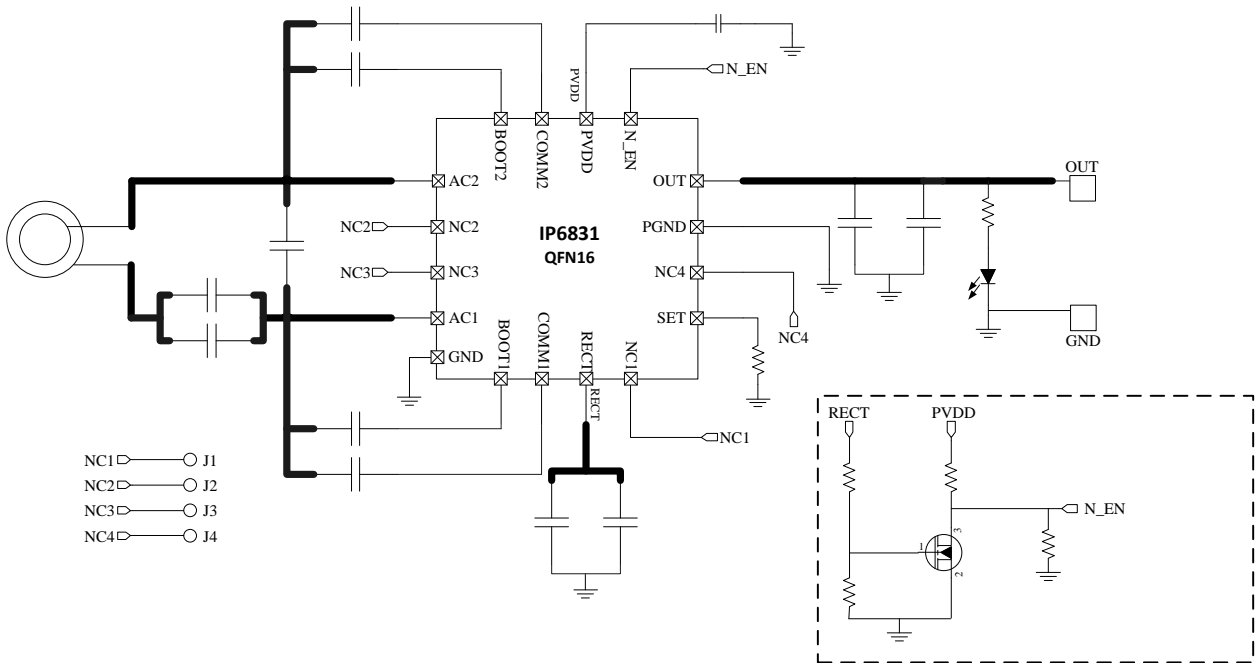 PVDD
N_EN
BOOT2
COMM2
PVDD
N_EN
AC2
OUT
OUT
NC2
NC2
IP6831
QFN16
PGND
NC3
NC3
NC4
AC1
SET
NC4
GND
GND
BOOT1
COMM1
RECT
NC1
RECT
NC1
RECT
PVDD
NC1
J1
NC2
J2
NC3
J3
NC4
J4
N_EN
3
1
2